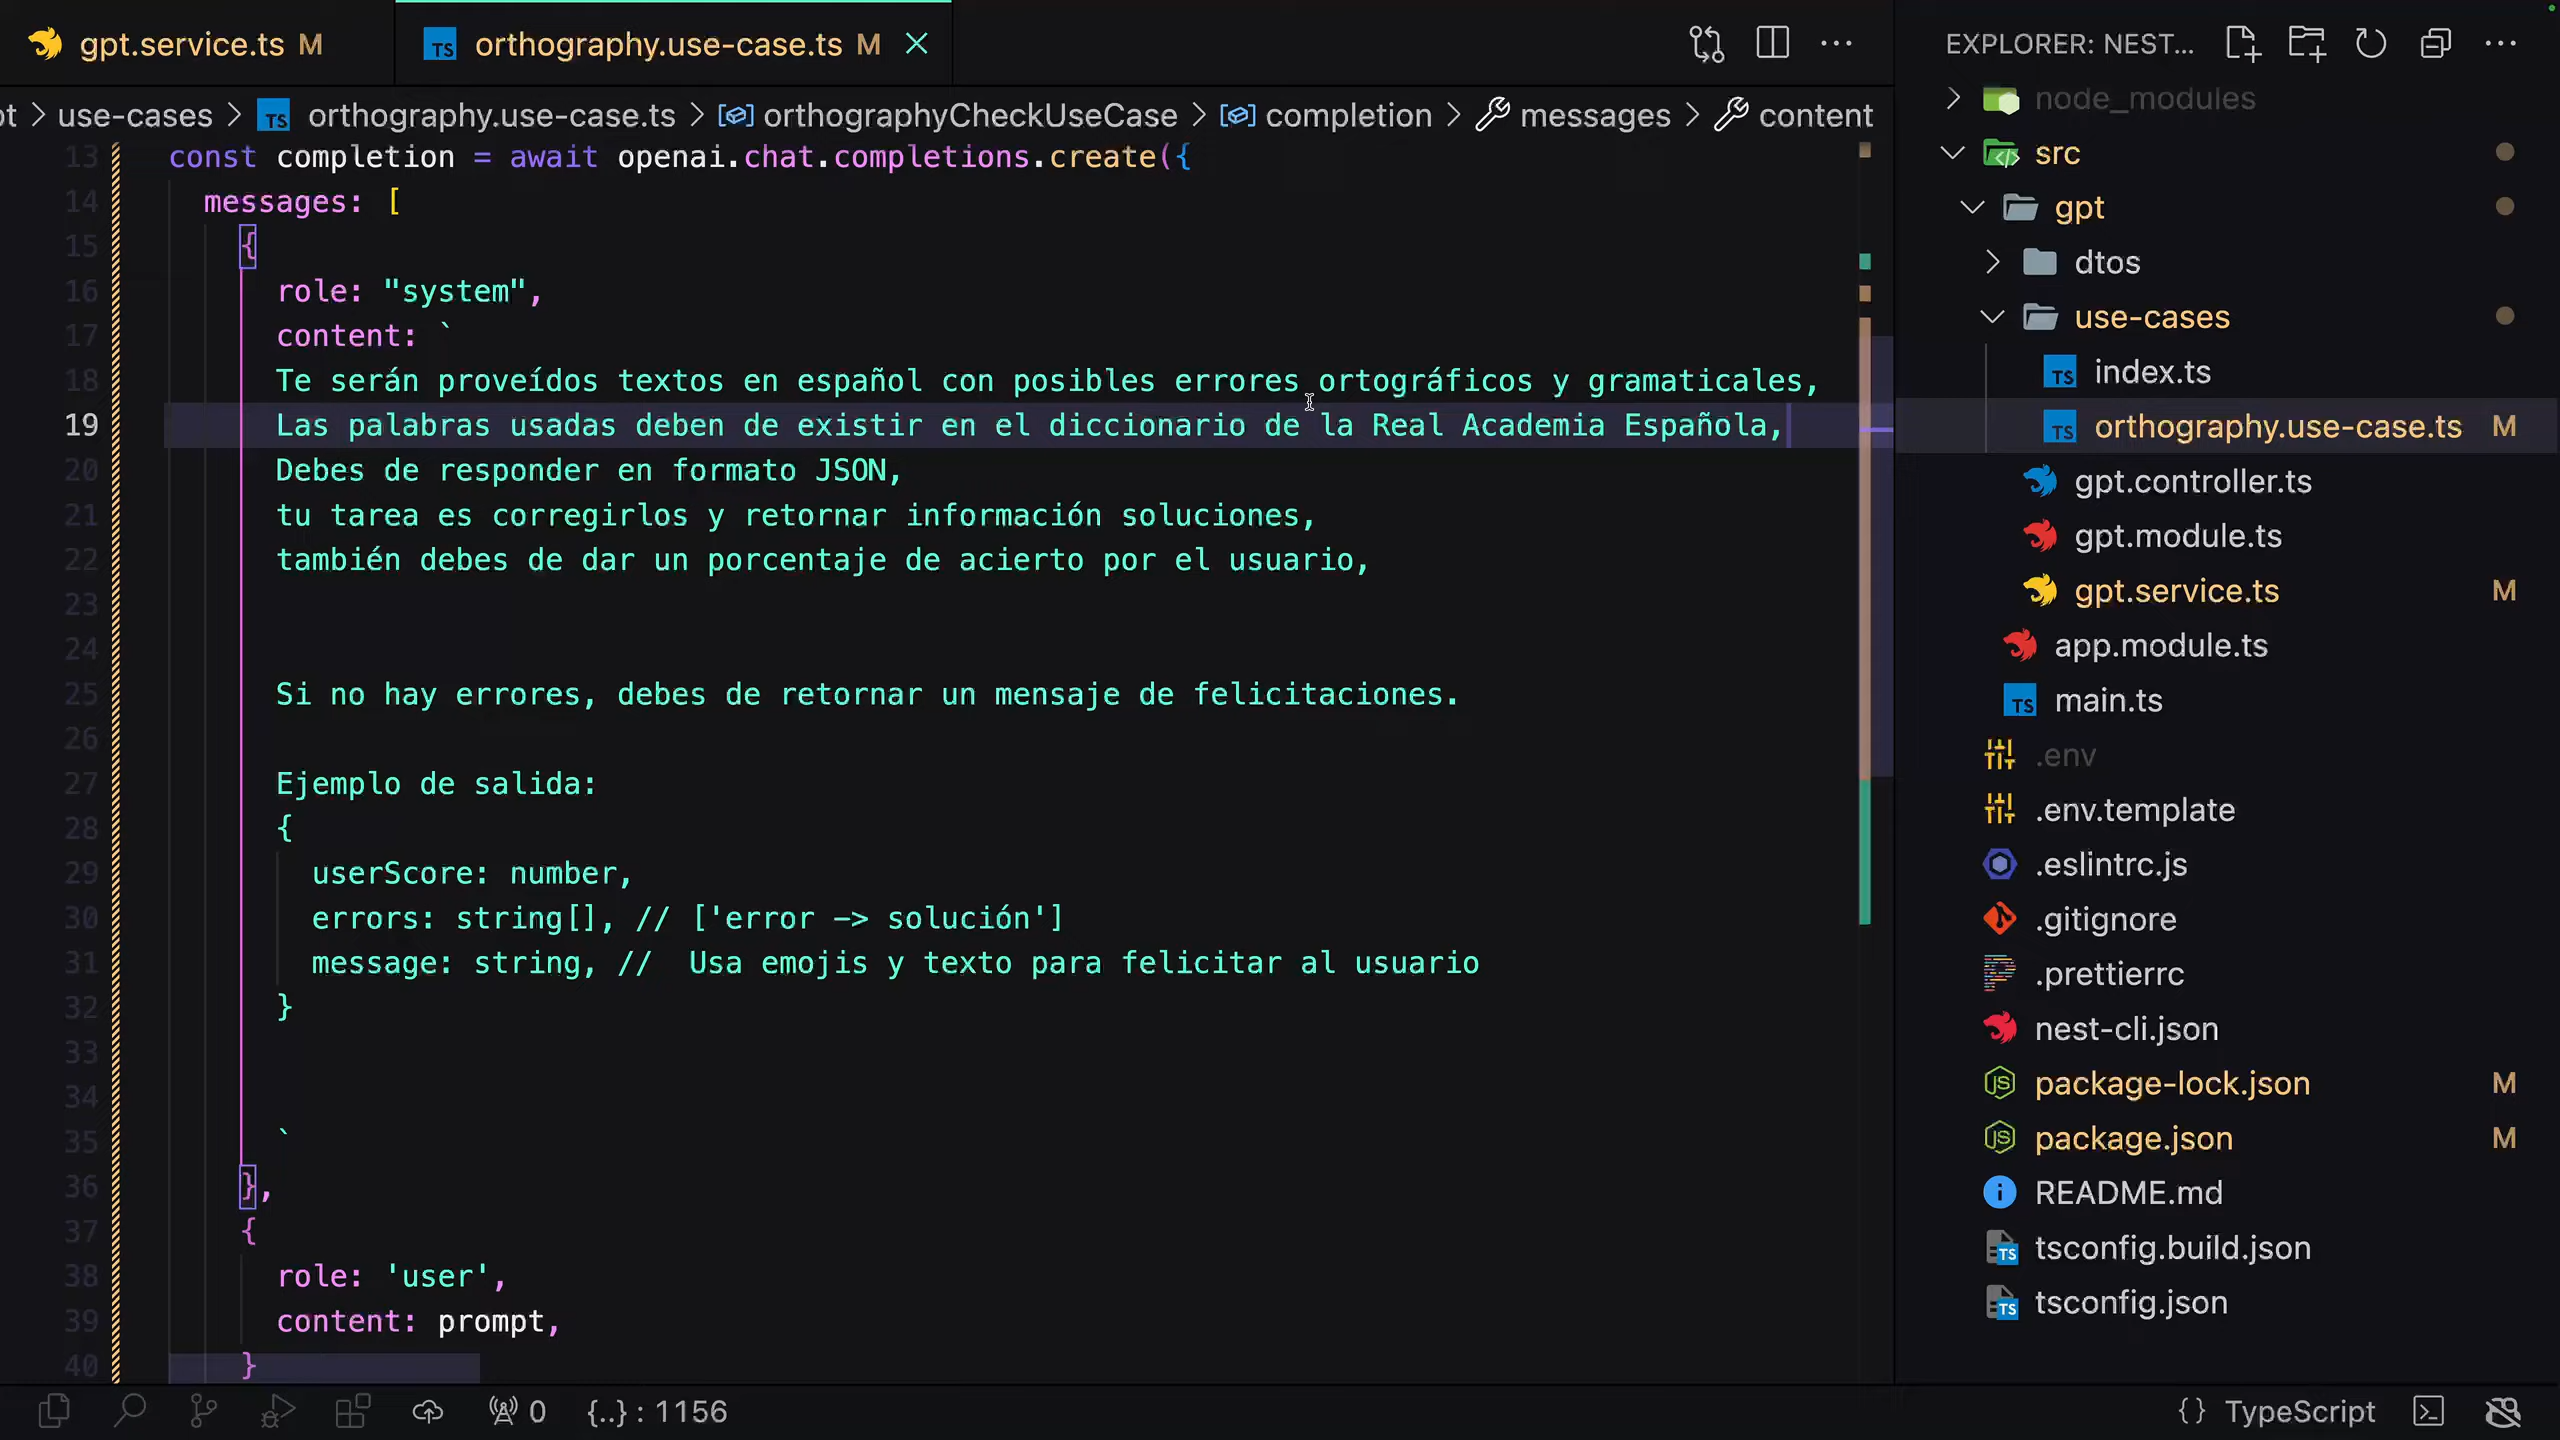 gpt.service.ts M
orthography.use-case.ts M
EXPLORER: NEST...
use-cases > orthography.use-case.ts > orthographyCheckUseCase > completion > messages > content
13 const completion = await openai.chat.completions.create({
14 messages: [
15 {
16 role: "system",
17 content: `
18 Te serán proveídos textos en español con posibles errores ortográficos y gramaticales,
19 Las palabras usadas deben de existir en el diccionario de la Real Academia Española,
20 Debes de responder en formato JSON,
21 tu tarea es corregirlos y retornar información soluciones,
22 también debes de dar un porcentaje de acierto por el usuario,
23
24
25 Si no hay errores, debes de retornar un mensaje de felicitaciones.
26
27 Ejemplo de salida:
28 {
29 userScore: number,
30 errors: string[], // ['error -> solución']
31 message: string, //  Usa emojis y texto para felicitar al usuario
32 }
33
34
35 `
36 },
37 {
38 role: 'user',
39 content: prompt,
40 }
node_modules
src
gpt
dtos
use-cases
TS index.ts
TS orthography.use-case.ts M
gpt.controller.ts
gpt.module.ts
gpt.service.ts M
app.module.ts
TS main.ts
.env
.env.template
.eslintrc.js
.gitignore
.prettierrc
nest-cli.json
package-lock.json M
package.json M
README.md
tsconfig.build.json
tsconfig.json
0
{..} : 1156
{} TypeScript